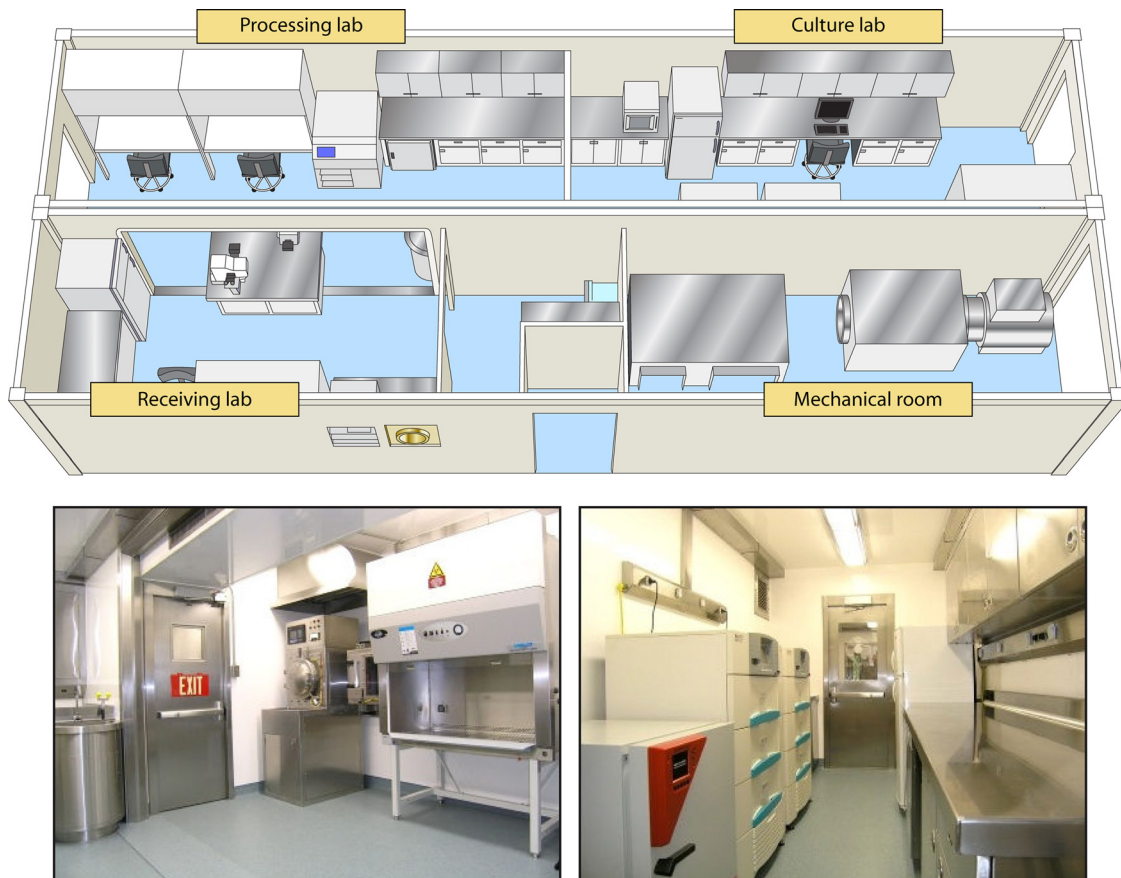 Processing lab
Culture lab
Receiving lab
Mechanical room
EXIT